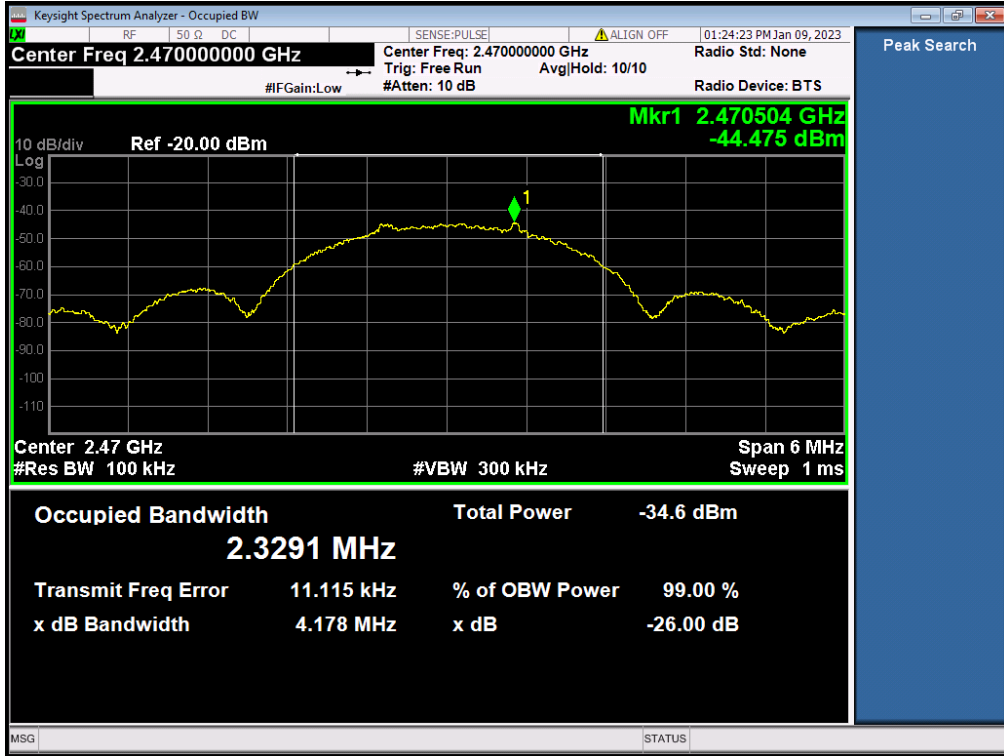 Keysight Spectrum Analyzer - Occupied BW
LXI RF 50 Ω DC SENSE:PULSE ALIGN OFF 01:24:23 PM Jan 09, 2023
Center Freq 2.470000000 GHz Center Freq: 2.470000000 GHz Radio Std: None
Trig: Free Run Avg|Hold: 10/10
#IFGain:Low #Atten: 10 dB Radio Device: BTS
Peak Search
Mkr1 2.470504 GHz
-44.475 dBm
10 dB/div Ref -20.00 dBm
Log
-30.0
1
-40.0
-50.0
-60.0
-70.0
-80.0
-90.0
-100
-110
Center 2.47 GHz Span 6 MHz
#Res BW 100 kHz #VBW 300 kHz Sweep 1 ms
Occupied Bandwidth Total Power -34.6 dBm
2.3291 MHz
Transmit Freq Error 11.115 kHz % of OBW Power 99.00 %
x dB Bandwidth 4.178 MHz x dB -26.00 dB
MSG STATUS